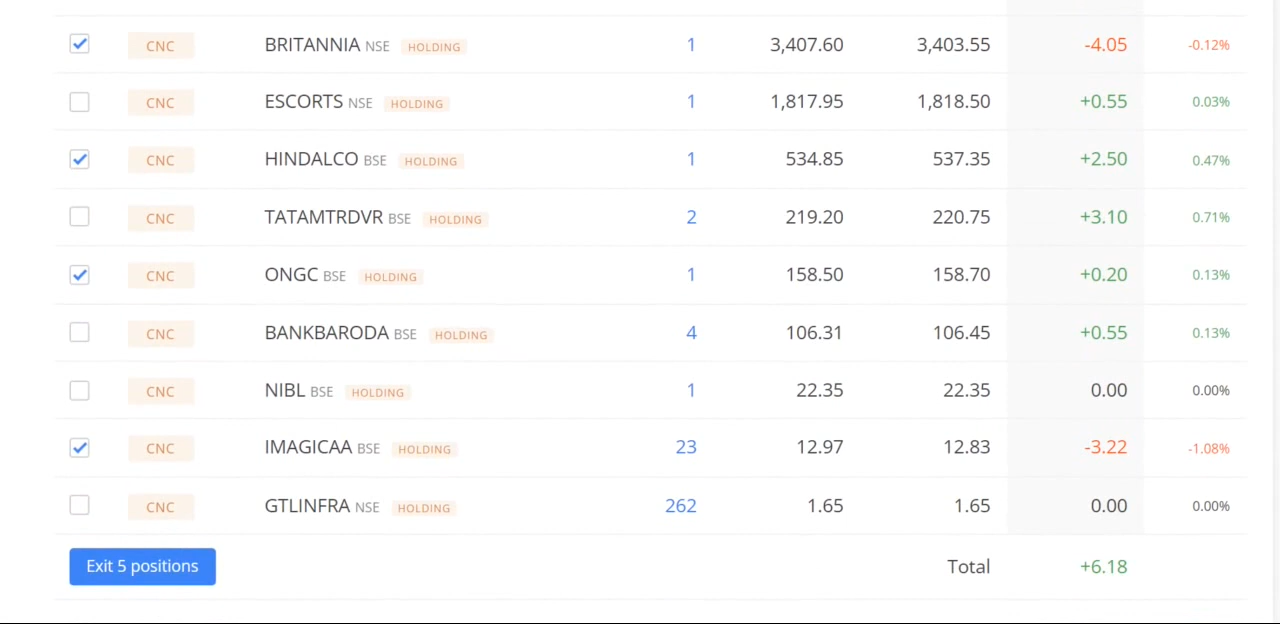 CNC BRITANNIA NSE HOLDING 1 3,407.60 3,403.55 -4.05 -0.12%
CNC ESCORTS NSE HOLDING 1 1,817.95 1,818.50 +0.55 0.03%
CNC HINDALCO BSE HOLDING 1 534.85 537.35 +2.50 0.47%
CNC TATAMTRDVR BSE HOLDING 2 219.20 220.75 +3.10 0.71%
CNC ONGC BSE HOLDING 1 158.50 158.70 +0.20 0.13%
CNC BANKBARODA BSE HOLDING 4 106.31 106.45 +0.55 0.13%
CNC NIBL BSE HOLDING 1 22.35 22.35 0.00 0.00%
CNC IMAGICAA BSE HOLDING 23 12.97 12.83 -3.22 -1.08%
CNC GTLINFRA NSE HOLDING 262 1.65 1.65 0.00 0.00%
Exit 5 positions Total +6.18